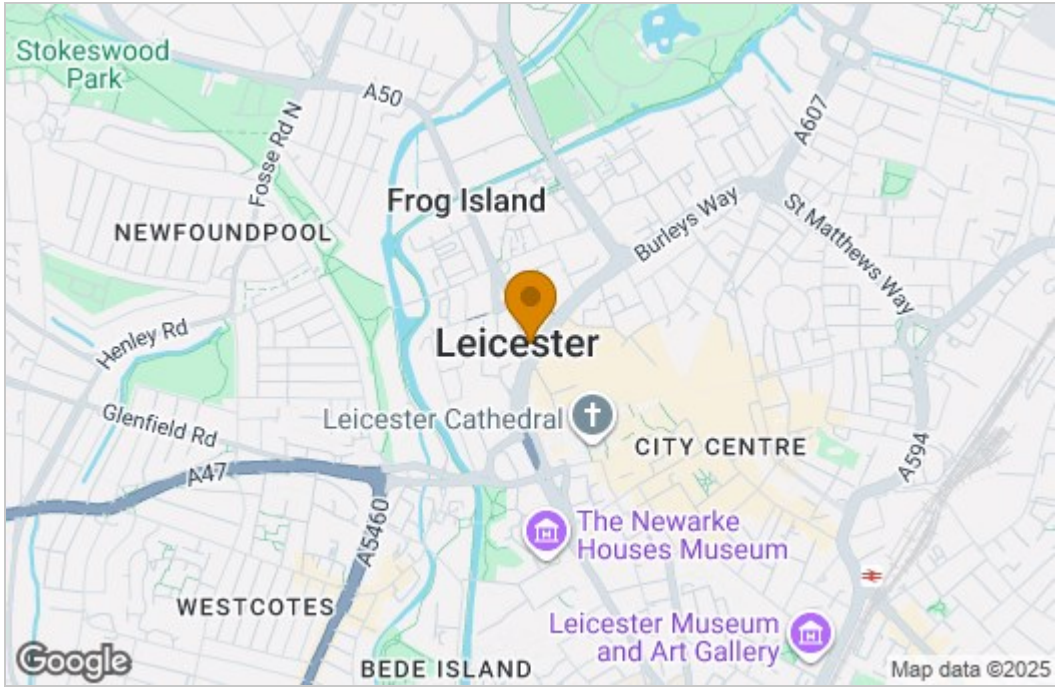 Stokeswood
Park
A50
A607
Fosse Rd N
Frog Island
NEWFOUNDPOOL
Burleys Way
St Matthews Way
Henley Rd
Leicester
Glenfield Rd
Leicester Cathedral
CITY CENTRE
A594
A47
A5460
The Newarke
Houses Museum
WESTCOTES
Leicester Museum
and Art Gallery
BEDE ISLAND
Google
Map data ©2025